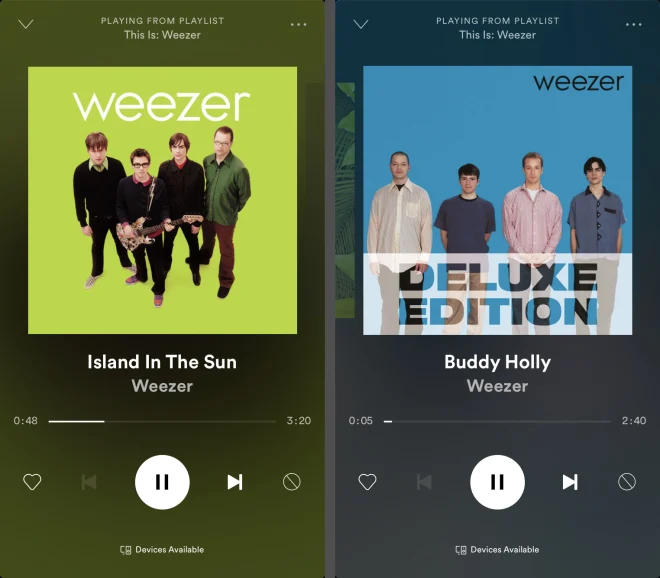 PLAYING FROM PLAYLIST
This Is: Weezer
weezer
Island In The Sun
Weezer
0:48
3:20
Devices Available
PLAYING FROM PLAYLIST
This Is: Weezer
weezer
DELUXE
EDITION
Buddy Holly
Weezer
0:05
2:40
Devices Available